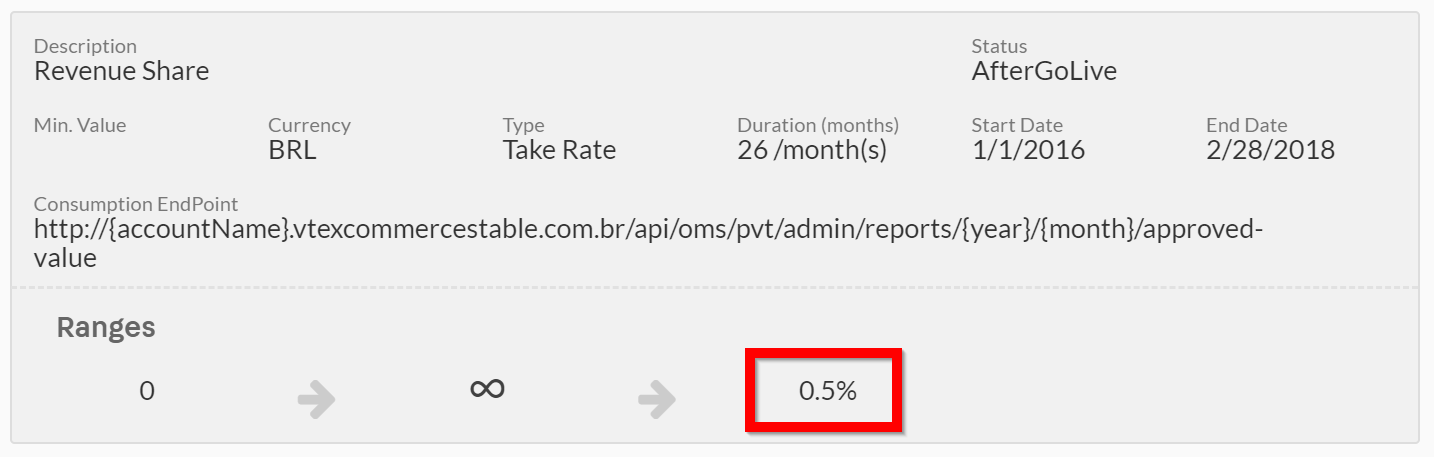 Description Status
Revenue Share AfterGoLive
Min. Value Currency Type Duration (months) Start Date End Date
BRL Take Rate 26 /month(s) 1/1/2016 2/28/2018
Consumption EndPoint
http://{accountName}.vtexcommercestable.com.br/api/oms/pvt/admin/reports/{year}/{month}/approved-
value
Ranges
0 ∞ 0.5%